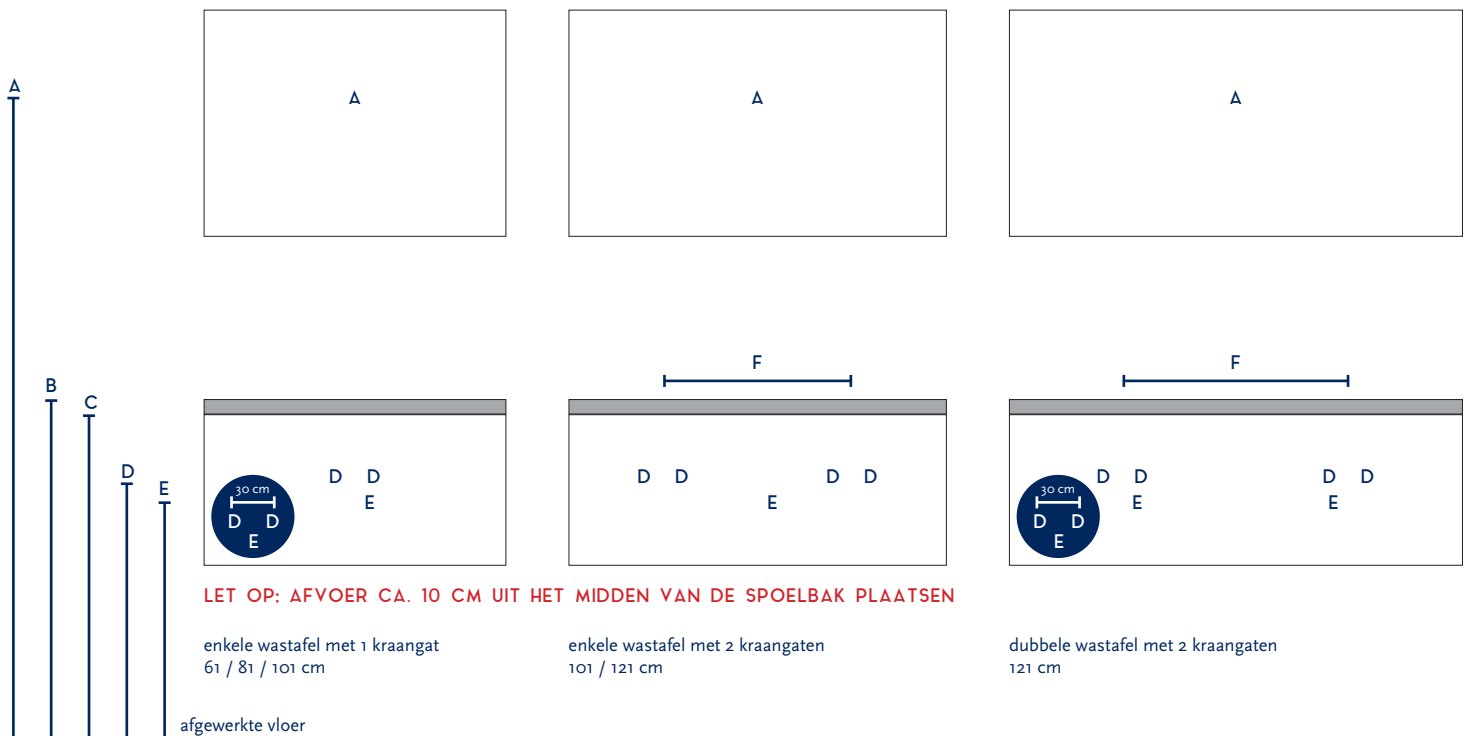 A
A
A
A
B
C
D
E
F
F
D D
E
30 cm
D D
E
D D
D D
E
D D
E
D D
E
30 cm
D D
E
LET OP: AFVOER CA. 10 CM UIT HET MIDDEN VAN DE SPOELBAK PLAATSEN
enkele wastafel met 1 kraangat
61 / 81 / 101 cm
enkele wastafel met 2 kraangaten
101 / 121 cm
dubbele wastafel met 2 kraangaten
121 cm
afgewerkte vloer